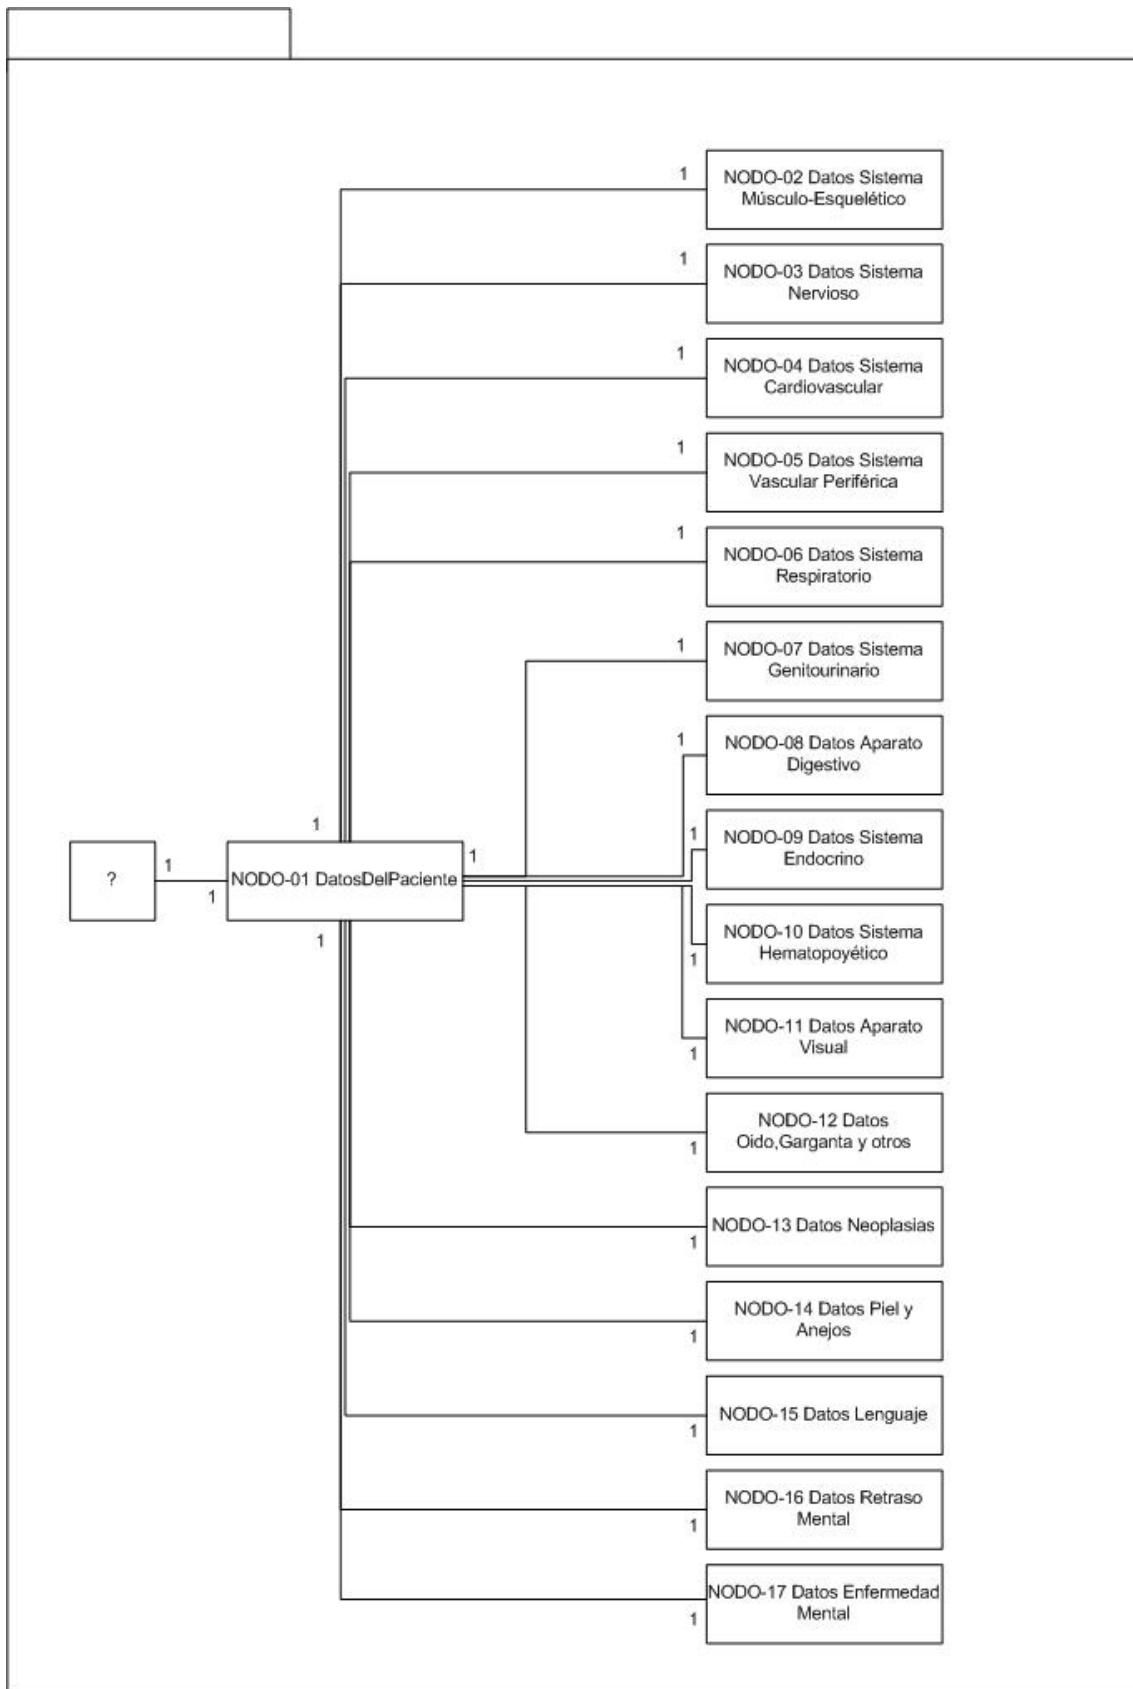 1
NODO-02 Datos Sistema
Músculo-Esquelético
1
NODO-03 Datos Sistema
Nervioso
1
NODO-04 Datos Sistema
Cardiovascular
1
NODO-05 Datos Sistema
Vascular Periférica
1
NODO-06 Datos Sistema
Respiratorio
1
NODO-07 Datos Sistema
Genitourinario
1
NODO-08 Datos Aparato
Digestivo
1
NODO-09 Datos Sistema
Endocrino
1
1
1
?
1
NODO-01 DatosDelPaciente
1
1
NODO-10 Datos Sistema
Hematopoyético
1
NODO-11 Datos Aparato
Visual
1
NODO-12 Datos
Oido,Garganta y otros
1
NODO-13 Datos Neoplasias
1
NODO-14 Datos Piel y
Anejos
1
NODO-15 Datos Lenguaje
1
NODO-16 Datos Retraso
Mental
1
NODO-17 Datos Enfermedad
Mental
1